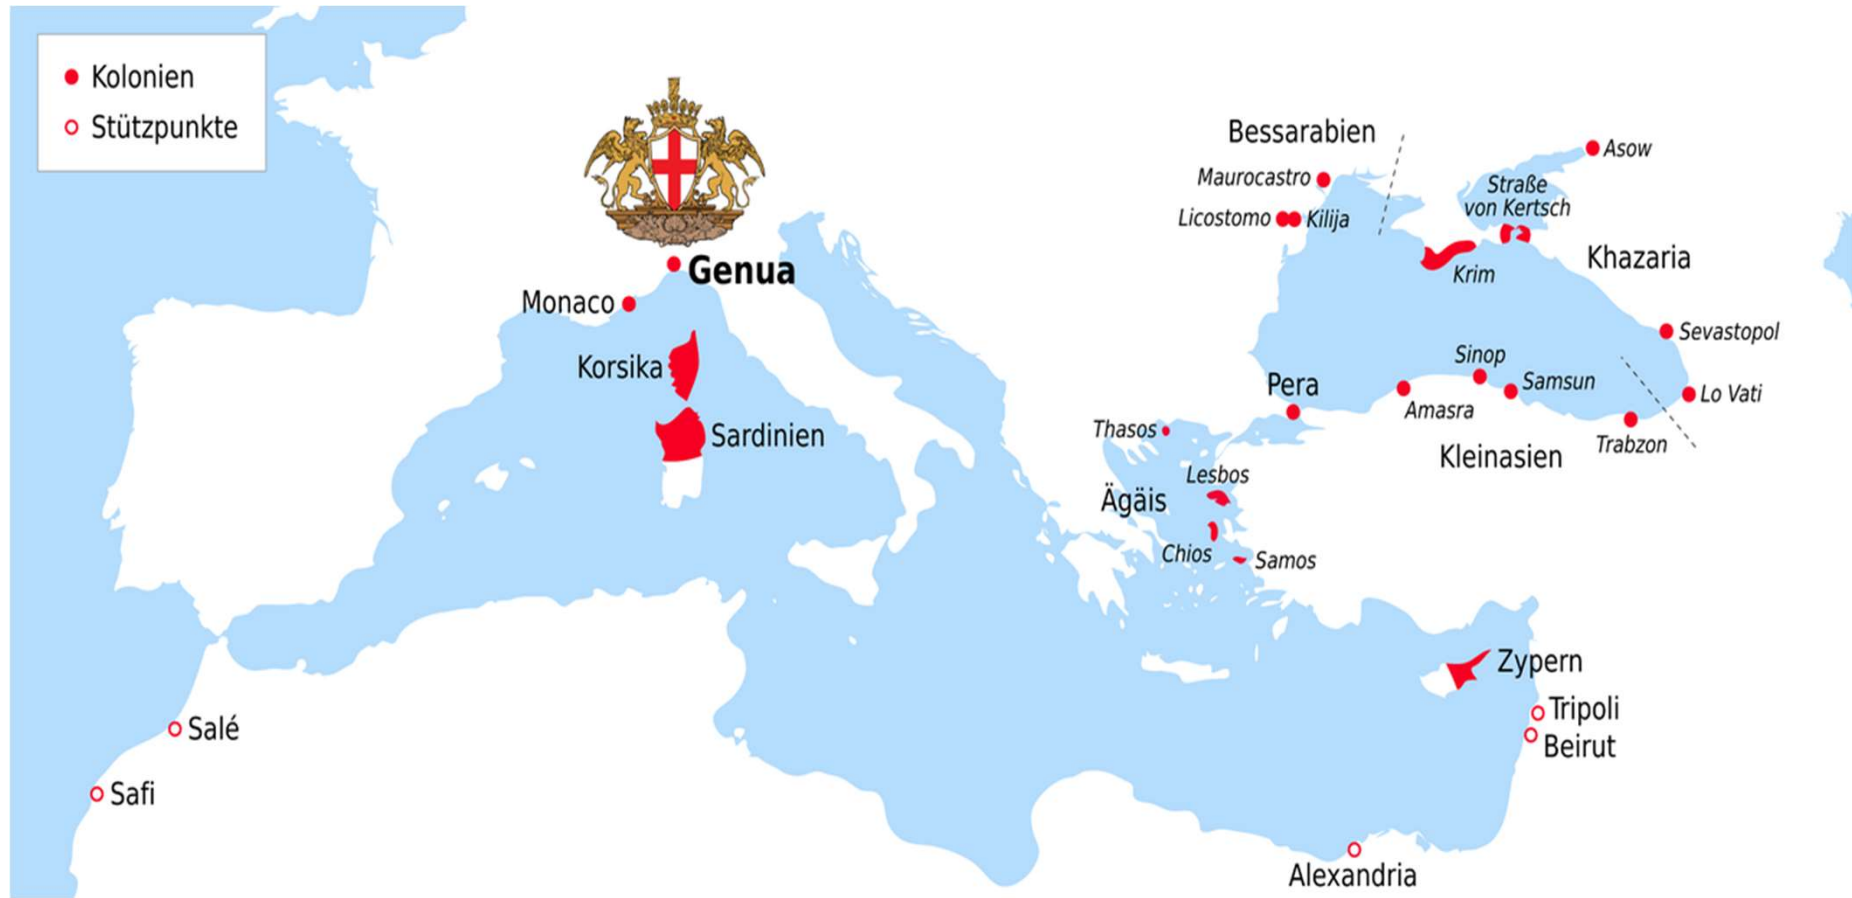 Kolonien
Stützpunkte
Genua
Monaco
Korsika
Sardinien
Bessarabien
Maurocastro
Licostomo
Kilija
Asow
Straße
von Kertsch
Krim
Khazaria
Sevastopol
Lo Vati
Sinop
Samsun
Amasra
Trabzon
Kleinasien
Pera
Thasos
Lesbos
Ägäis
Chios
Samos
Zypern
Tripoli
Beirut
Alexandria
Salé
Safi